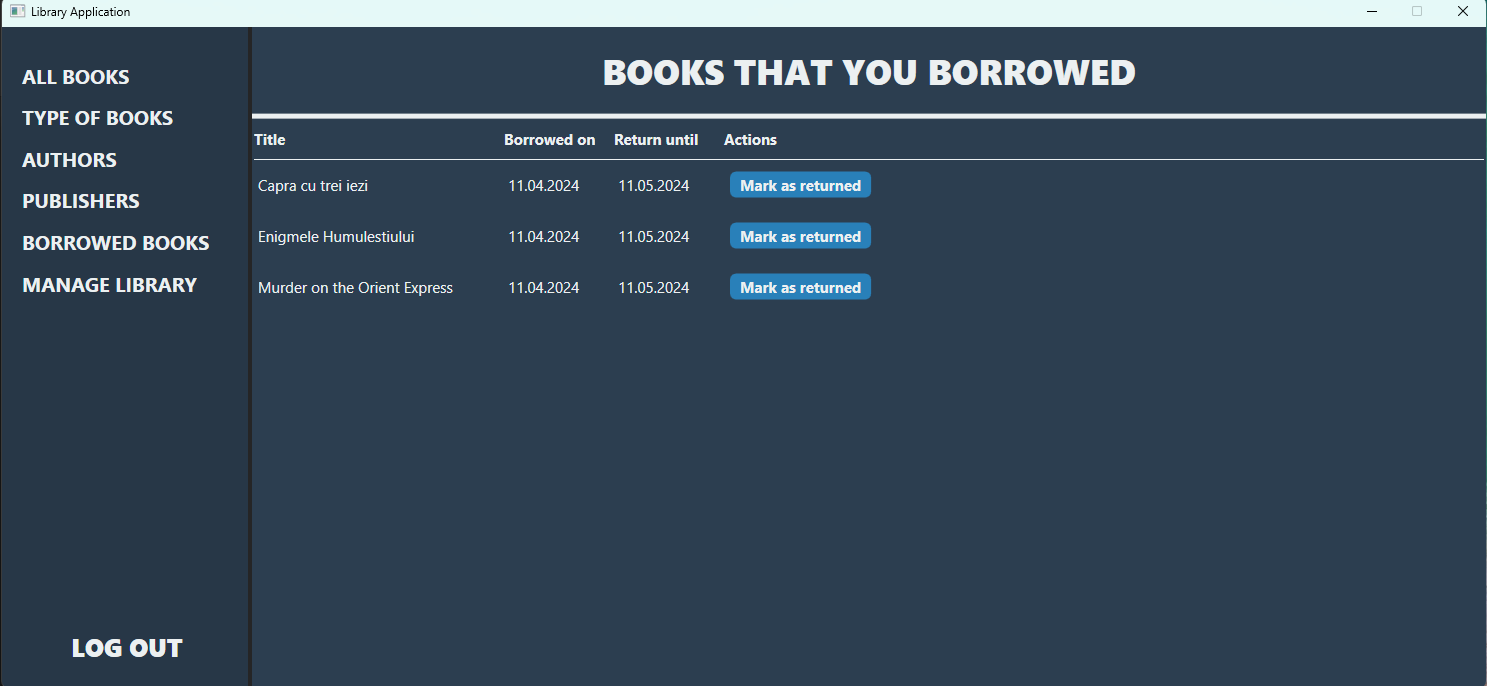 Library Application
ALL BOOKS
TYPE OF BOOKS
AUTHORS
PUBLISHERS
BORROWED BOOKS
MANAGE LIBRARY
LOG OUT
BOOKS THAT YOU BORROWED
Title Borrowed on Return until Actions
Capra cu trei iezi 11.04.2024 11.05.2024 Mark as returned
Enigmele Humulestiului 11.04.2024 11.05.2024 Mark as returned
Murder on the Orient Express 11.04.2024 11.05.2024 Mark as returned